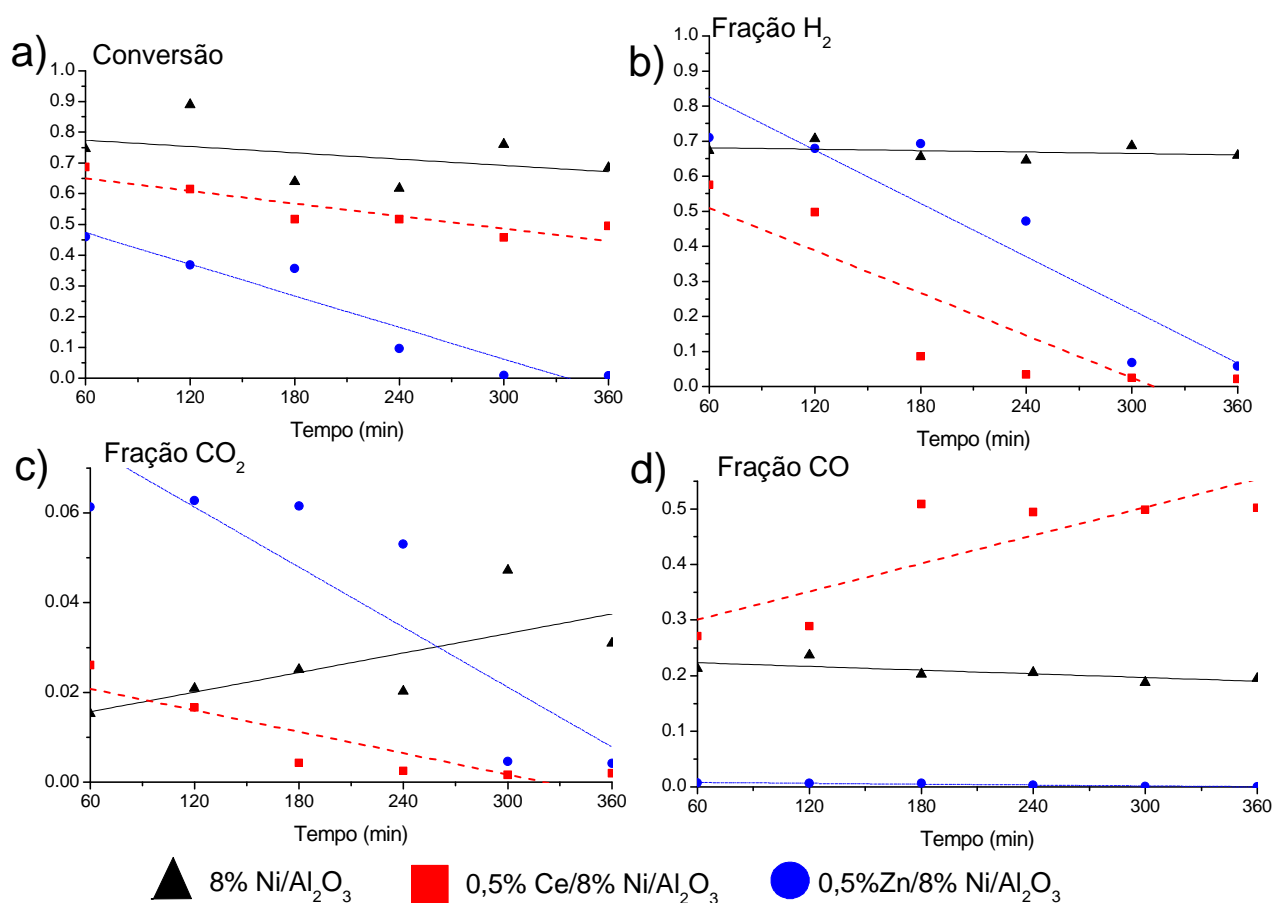 a) Conversão
1.0
0.9
0.8
0.7
0.6
0.5
0.4
0.3
0.2
0.1
0.0
60 120 180 240 300 360
Tempo (min)
b) Fração H₂
1.0
0.9
0.8
0.7
0.6
0.5
0.4
0.3
0.2
0.1
0.0
60 120 180 240 300 360
Tempo (min)
c) Fração CO₂
0.06
0.04
0.02
0.00
60 120 180 240 300 360
Tempo (min)
d) Fração CO
0.5
0.4
0.3
0.2
0.1
0.0
60 120 180 240 300 360
Tempo (min)
8% Ni/Al₂O₃ 0,5% Ce/8% Ni/Al₂O₃ 0,5%Zn/8% Ni/Al₂O₃